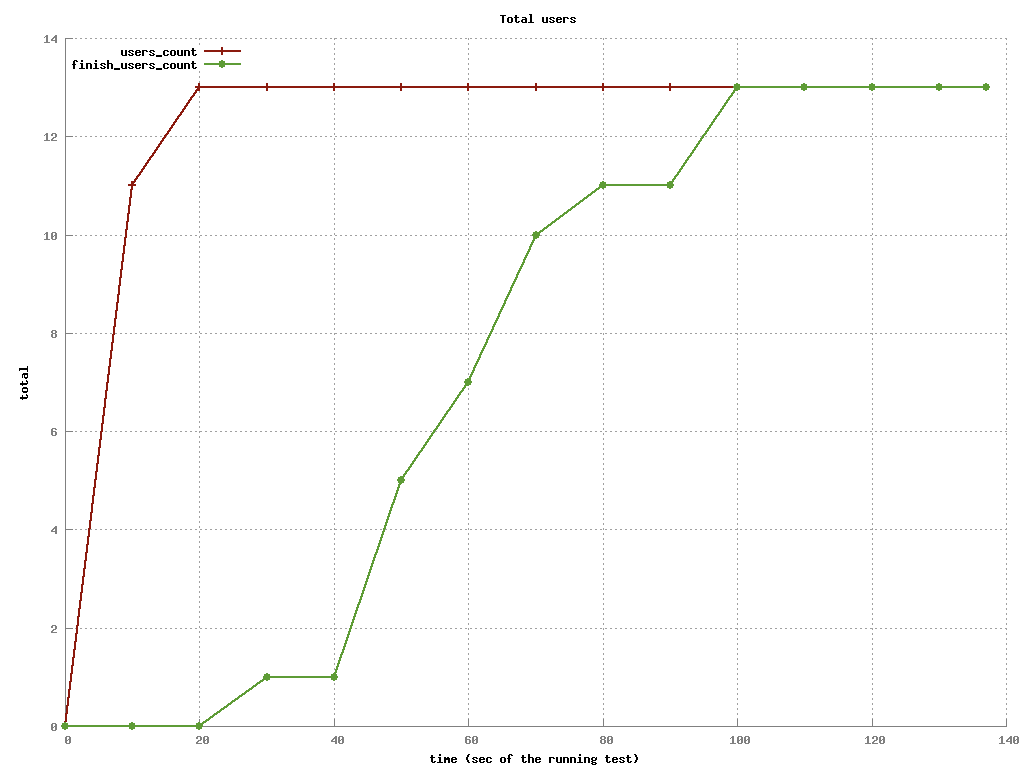 Total users
users_count
finish_users_count
14
12
10
8
6
4
2
0
total
0 20 40 60 80 100 120 140
time (sec of the running test)